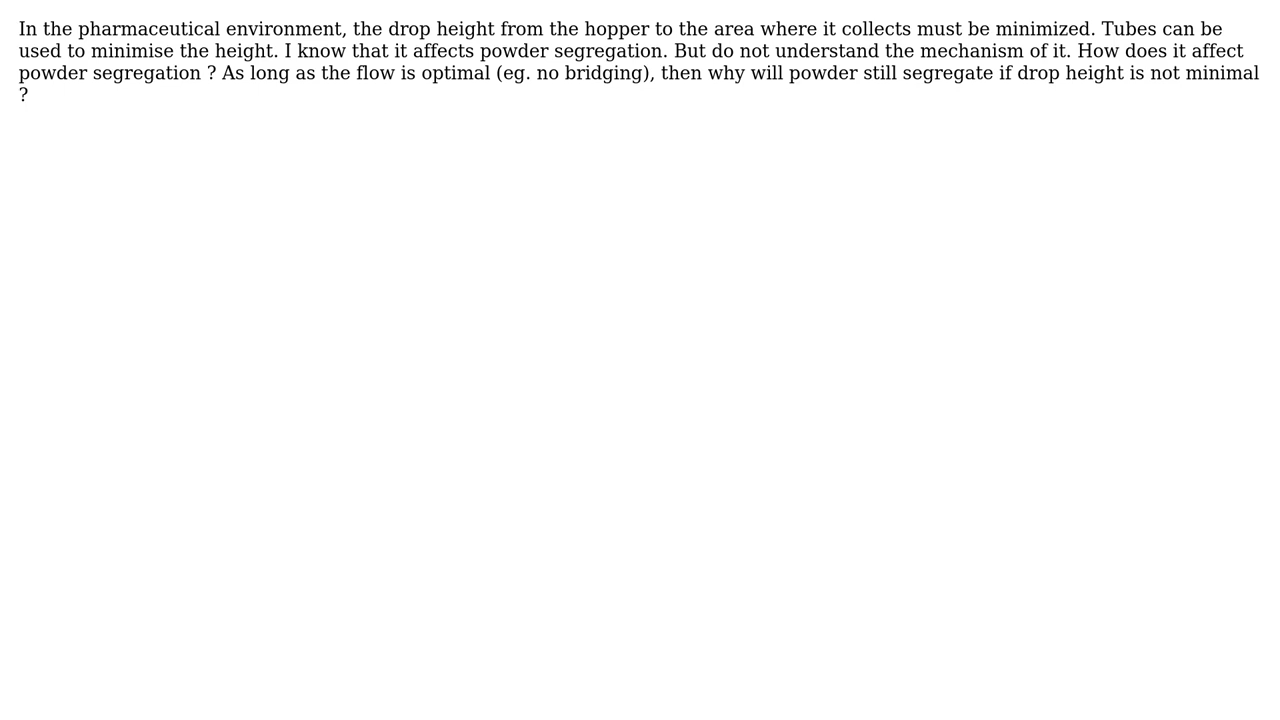 In the pharmaceutical environment, the drop height from the hopper to the area where it collects must be minimized. Tubes can be
used to minimise the height. I know that it affects powder segregation. But do not understand the mechanism of it. How does it affect
powder segregation ? As long as the flow is optimal (eg. no bridging), then why will powder still segregate if drop height is not minimal
?